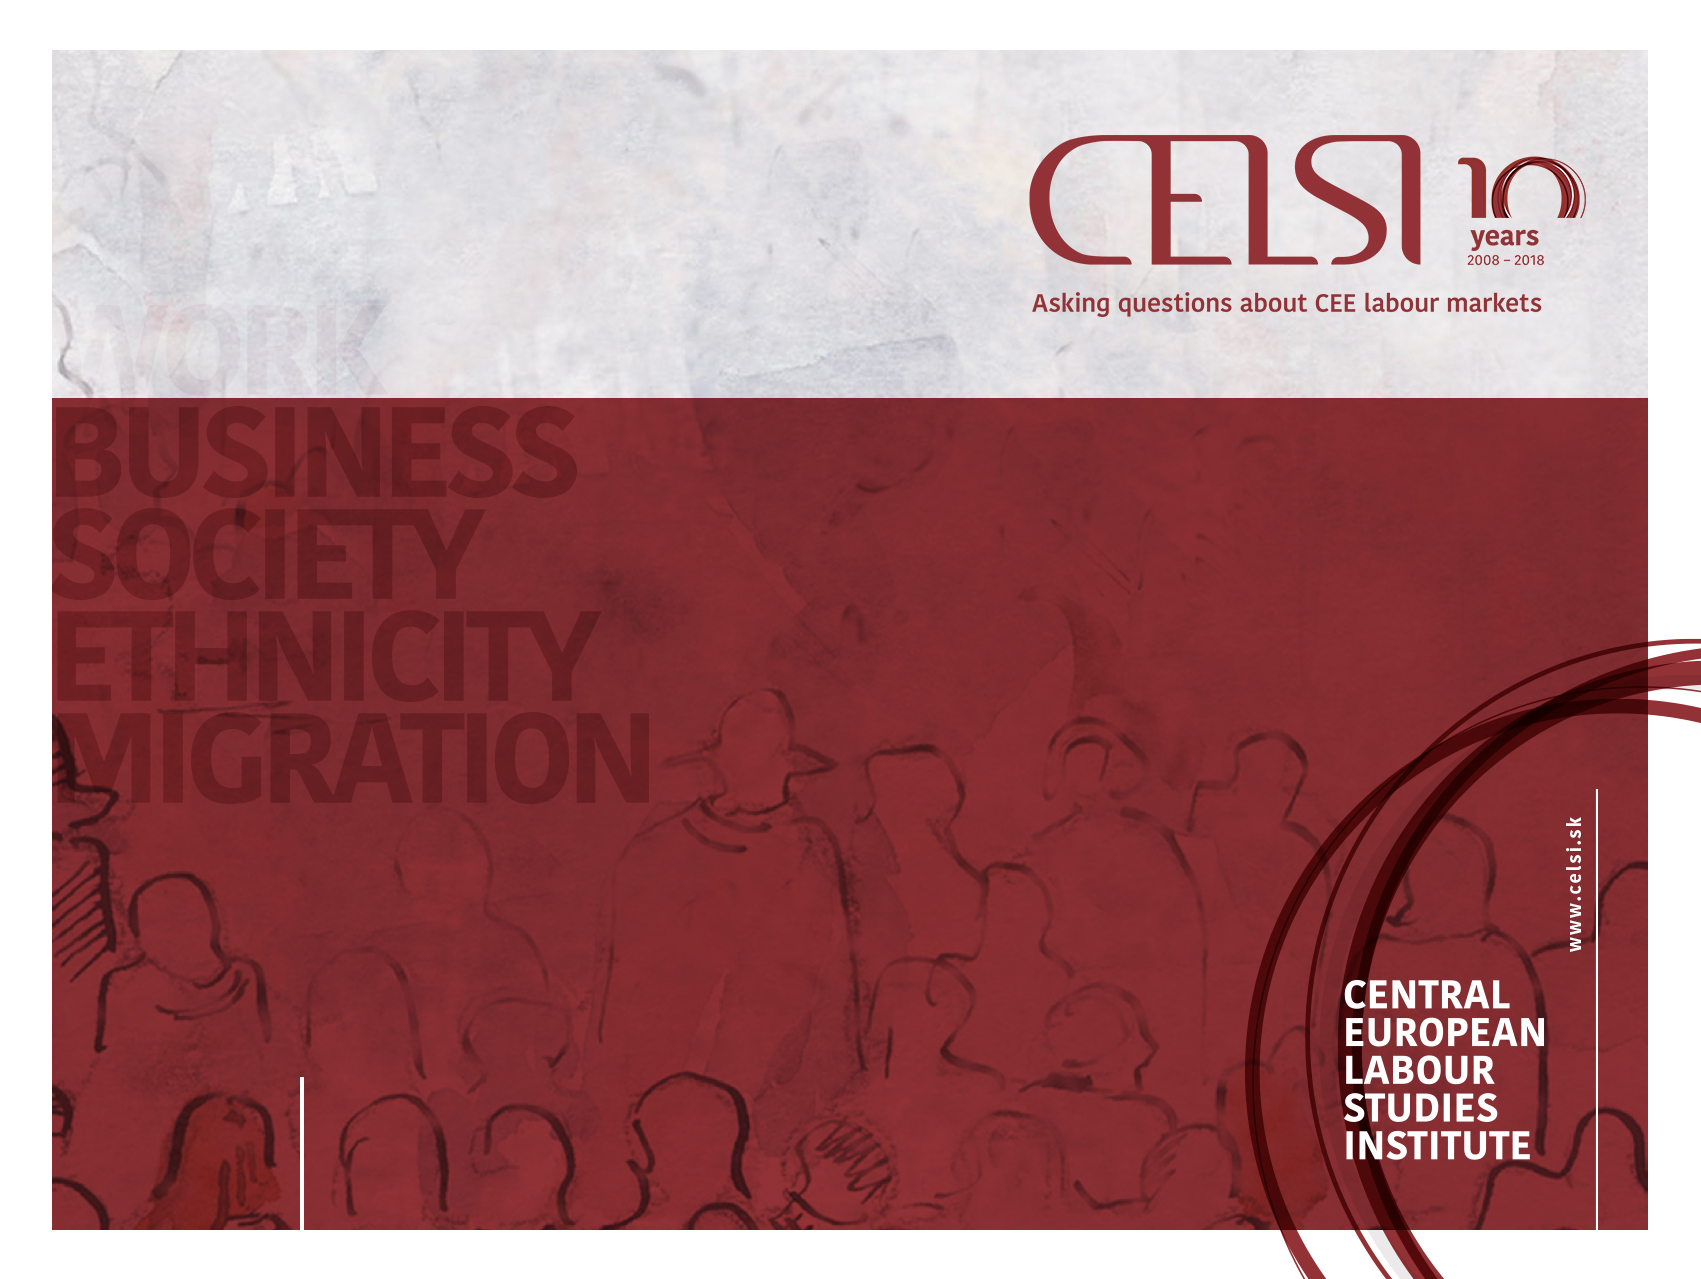 CELSI
10
years
2008 – 2018
Asking questions about CEE labour markets
WORK
BUSINESS
SOCIETY
ETHNICITY
MIGRATION
www.celsi.sk
CENTRAL
EUROPEAN
LABOUR
STUDIES
INSTITUTE